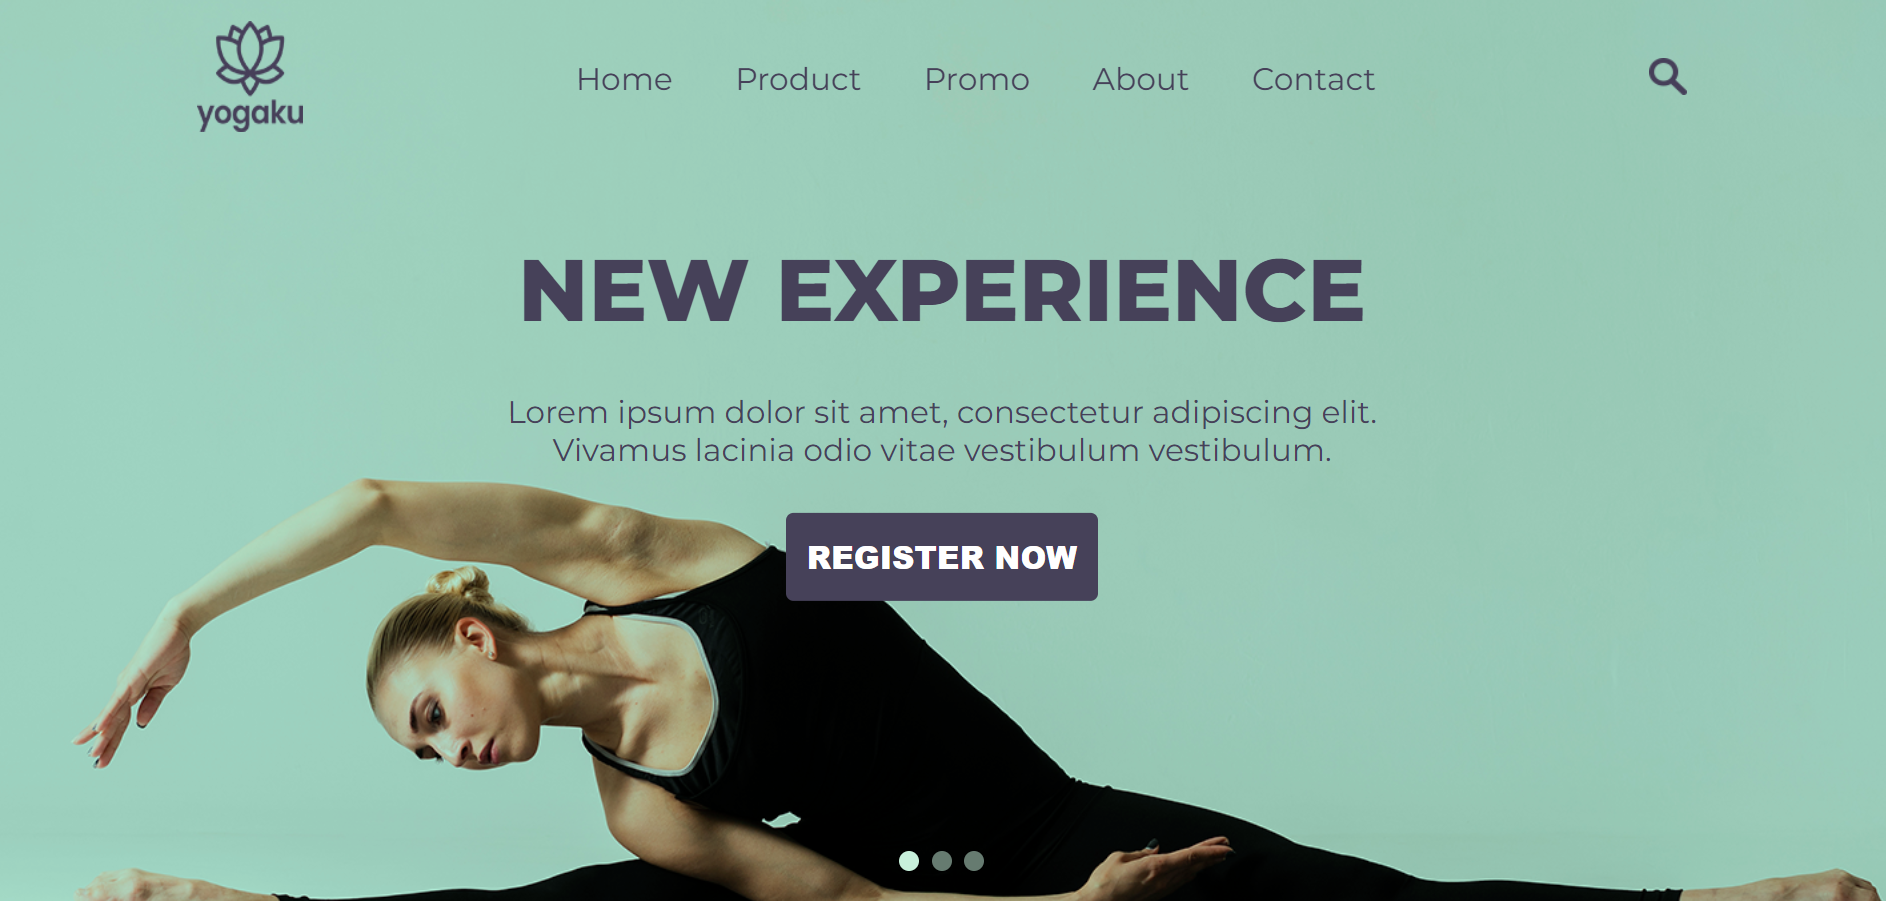 yogaku
Home Product Promo About Contact
NEW EXPERIENCE
Lorem ipsum dolor sit amet, consectetur adipiscing elit.
Vivamus lacinia odio vitae vestibulum vestibulum.
REGISTER NOW